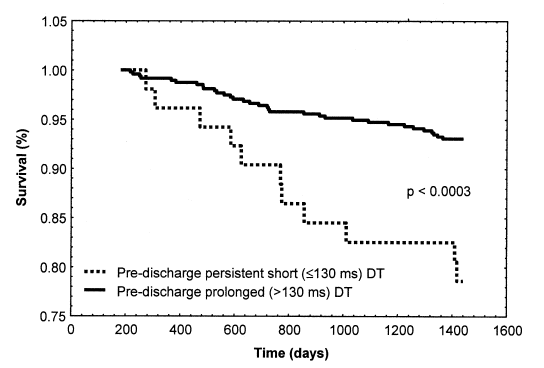 1.05
1.00
0.95
0.90
0.85
0.80
0.75
Survival (%)
p < 0.0003
Pre-discharge persistent short (≤130 ms) DT
Pre-discharge prolonged (>130 ms) DT
0 200 400 600 800 1000 1200 1400 1600
Time (days)